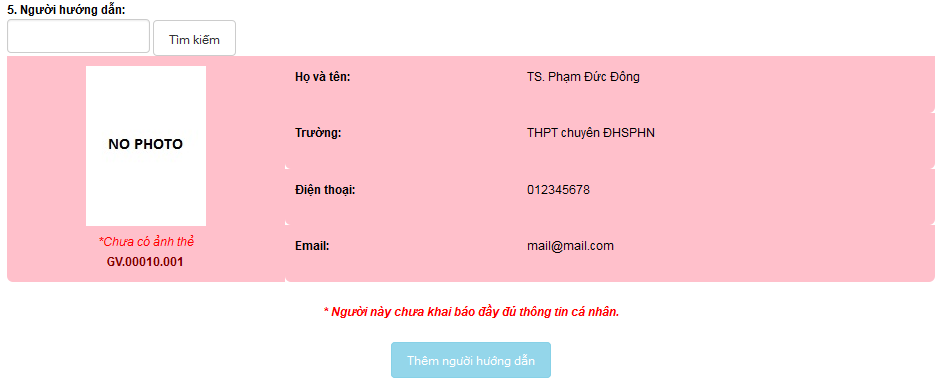 5. Người hướng dẫn:
Tìm kiếm
NO PHOTO
*Chưa có ảnh thẻ
GV.00010.001
Họ và tên: TS. Phạm Đức Đông
Trường: THPT chuyên ĐHSPHN
Điện thoại: 012345678
Email: mail@mail.com
* Người này chưa khai báo đầy đủ thông tin cá nhân.
Thêm người hướng dẫn